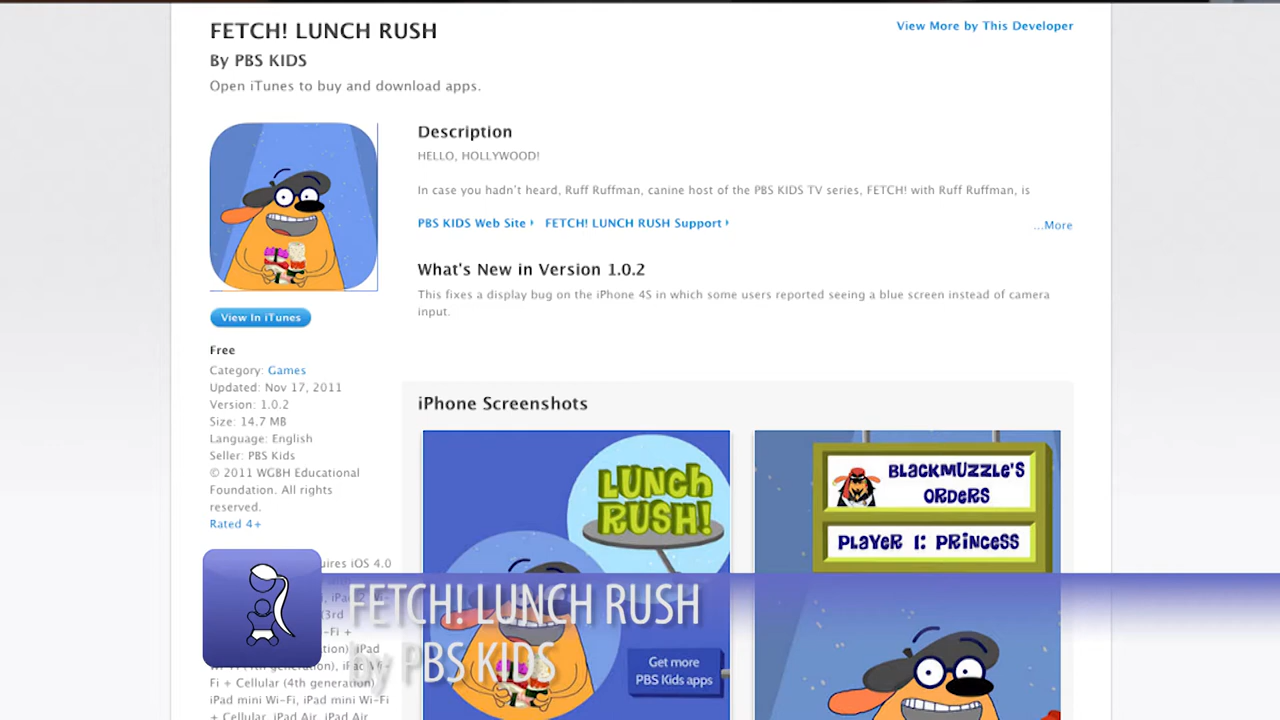 FETCH! LUNCH RUSH
View More by This Developer
By PBS KIDS
Open iTunes to buy and download apps.
Description
HELLO, HOLLYWOOD!
In case you hadn't heard, Ruff Ruffman, canine host of the PBS KIDS TV series, FETCH! with Ruff Ruffman, is
PBS KIDS Web Site
FETCH! LUNCH RUSH Support
...More
What's New in Version 1.0.2
This fixes a display bug on the iPhone 4S in which some users reported seeing a blue screen instead of camera
input.
View In iTunes
Free
Category: Games
Updated: Nov 17, 2011
Version: 1.0.2
Size: 14.7 MB
Language: English
Seller: PBS Kids
© 2011 WGBH Educational
Foundation. All rights
reserved.
Rated 4+
iPhone Screenshots
LUNCH
RUSH!
BLACKMUZZLE'S
ORDERS
PLAYER 1: PRINCESS
Get more
PBS Kids apps
uires iOS 4.0
(3rd
-Fi +
iPad
Fi + Cellular (4th generation)
iPad mini Wi-Fi, iPad mini Wi-Fi
+ Cellular, iPad Air, iPad Air
FETCH! LUNCH RUSH
by PBS KIDS